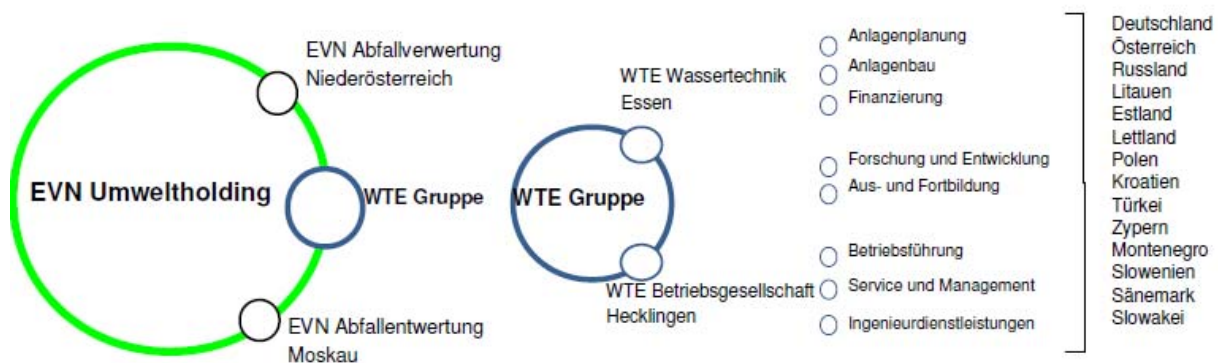 EVN Abfallverwertung
Niederösterreich
EVN Umweltholding
WTE Gruppe
EVN Abfallentwertung
Moskau
WTE Wassertechnik
Essen
WTE Gruppe
WTE Betriebsgesellschaft
Hecklingen
Anlagenplanung
Anlagenbau
Finanzierung
Forschung und Entwicklung
Aus- und Fortbildung
Betriebsführung
Service und Management
Ingenieurdienstleistungen
Deutschland
Österreich
Russland
Litauen
Estland
Lettland
Polen
Kroatien
Türkei
Zypern
Montenegro
Slowenien
Sänemark
Slowakei